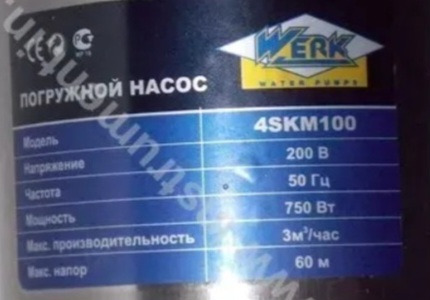 WERK
WATER PUMPS
ПОГРУЖНОЙ НАСОС
Модель 4SKM100
Напряжение 200 В
Частота 50 Гц
Мощность 750 Вт
Макс. производительность 3м³/час
Макс. напор 60 м